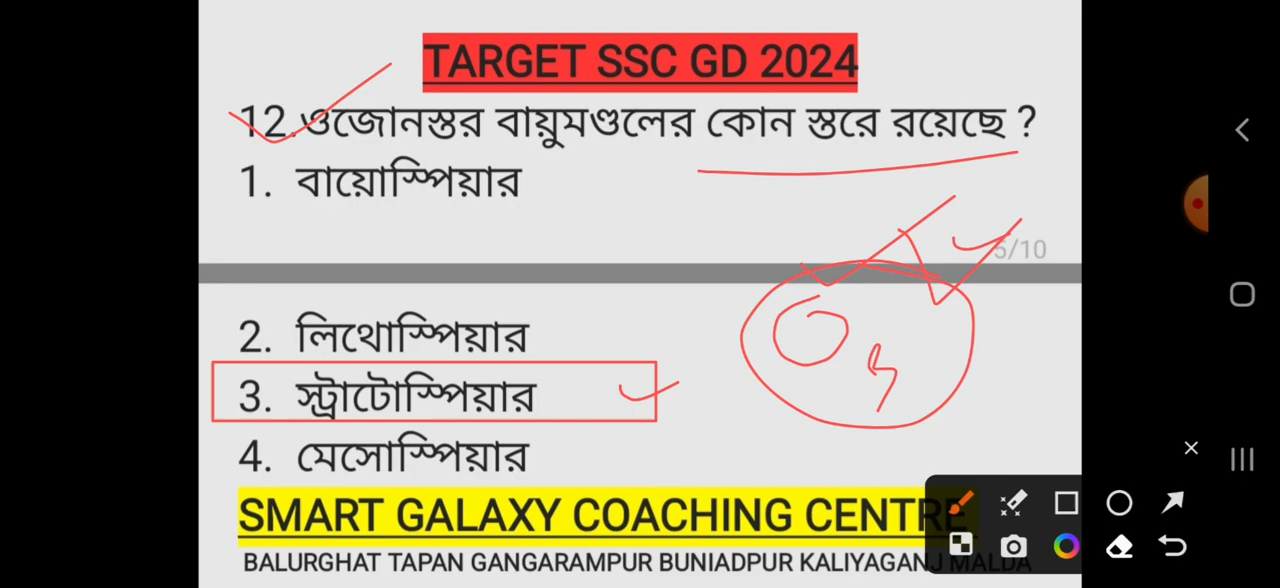 TARGET SSC GD 2024
12.ওজোনস্তর বায়ুমণ্ডলের কোন স্তরে রয়েছে ?
1. বায়োস্পিয়ার
5/10
2. লিথোস্পিয়ার
O3
3. স্ট্রাটোস্পিয়ার
4. মেসোস্পিয়ার
SMART GALAXY COACHING CENTRE
BALURGHAT TAPAN GANGARAMPUR BUNIADPUR KALIYAGANJ MALDA